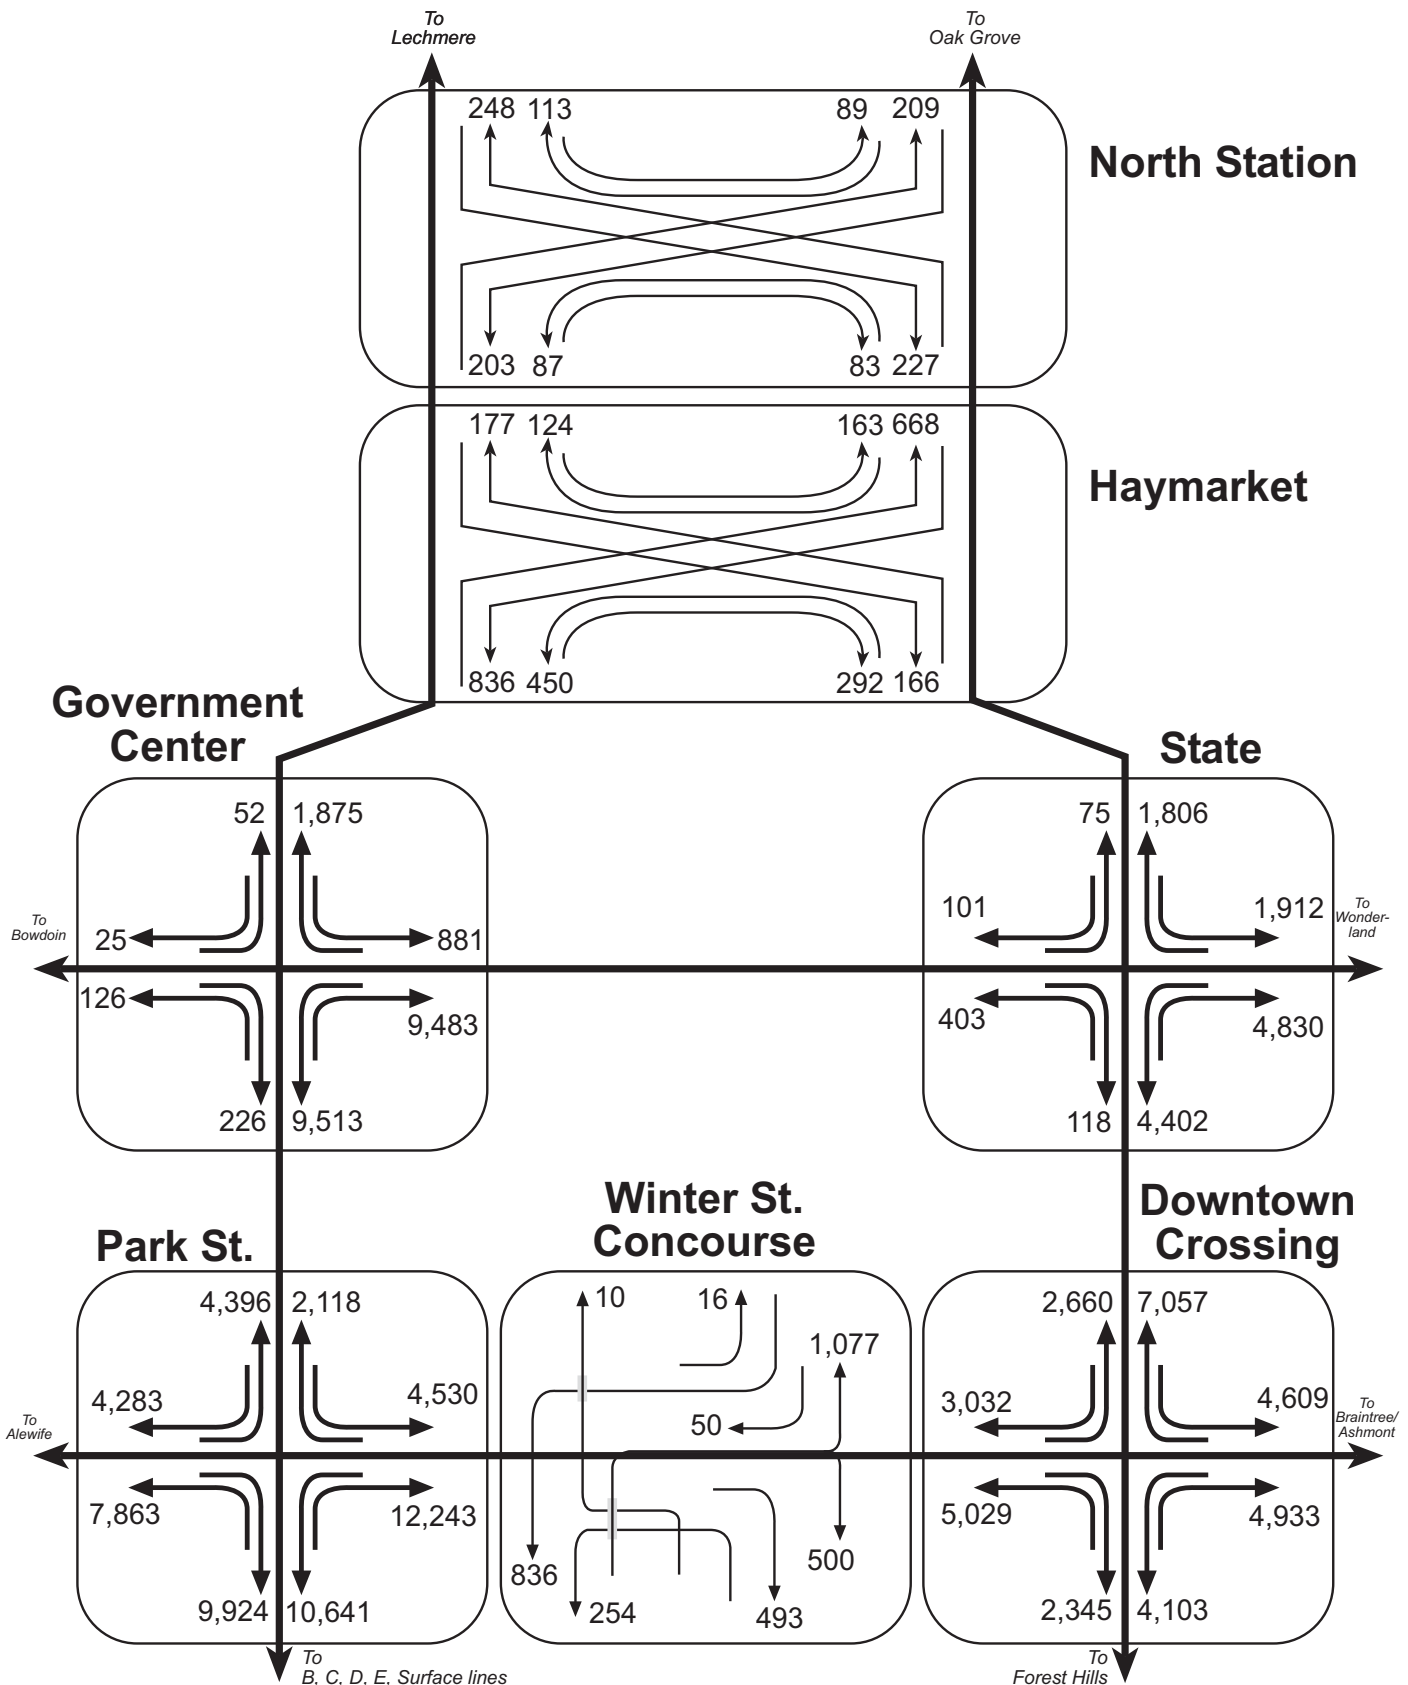 To
Lechmere
To
Oak Grove
248 113 89 209
North Station
203 87 83 227
177 124 163 668
Haymarket
836 450 292 166
Government
Center
State
52 1,875
75 1,806
To
Bowdoin
25 881
101 1,912
To
Wonder-
land
126 9,483
403 4,830
226 9,513
118 4,402
Winter St.
Concourse
Downtown
Crossing
Park St.
4,396 2,118
10 16
1,077
2,660 7,057
To
Alewife
4,283 4,530
50
3,032 4,609
To
Braintree/
Ashmont
7,863 12,243
836 500
5,029 4,933
9,924 10,641
254 493
2,345 4,103
To
B, C, D, E, Surface lines
To
Forest Hills